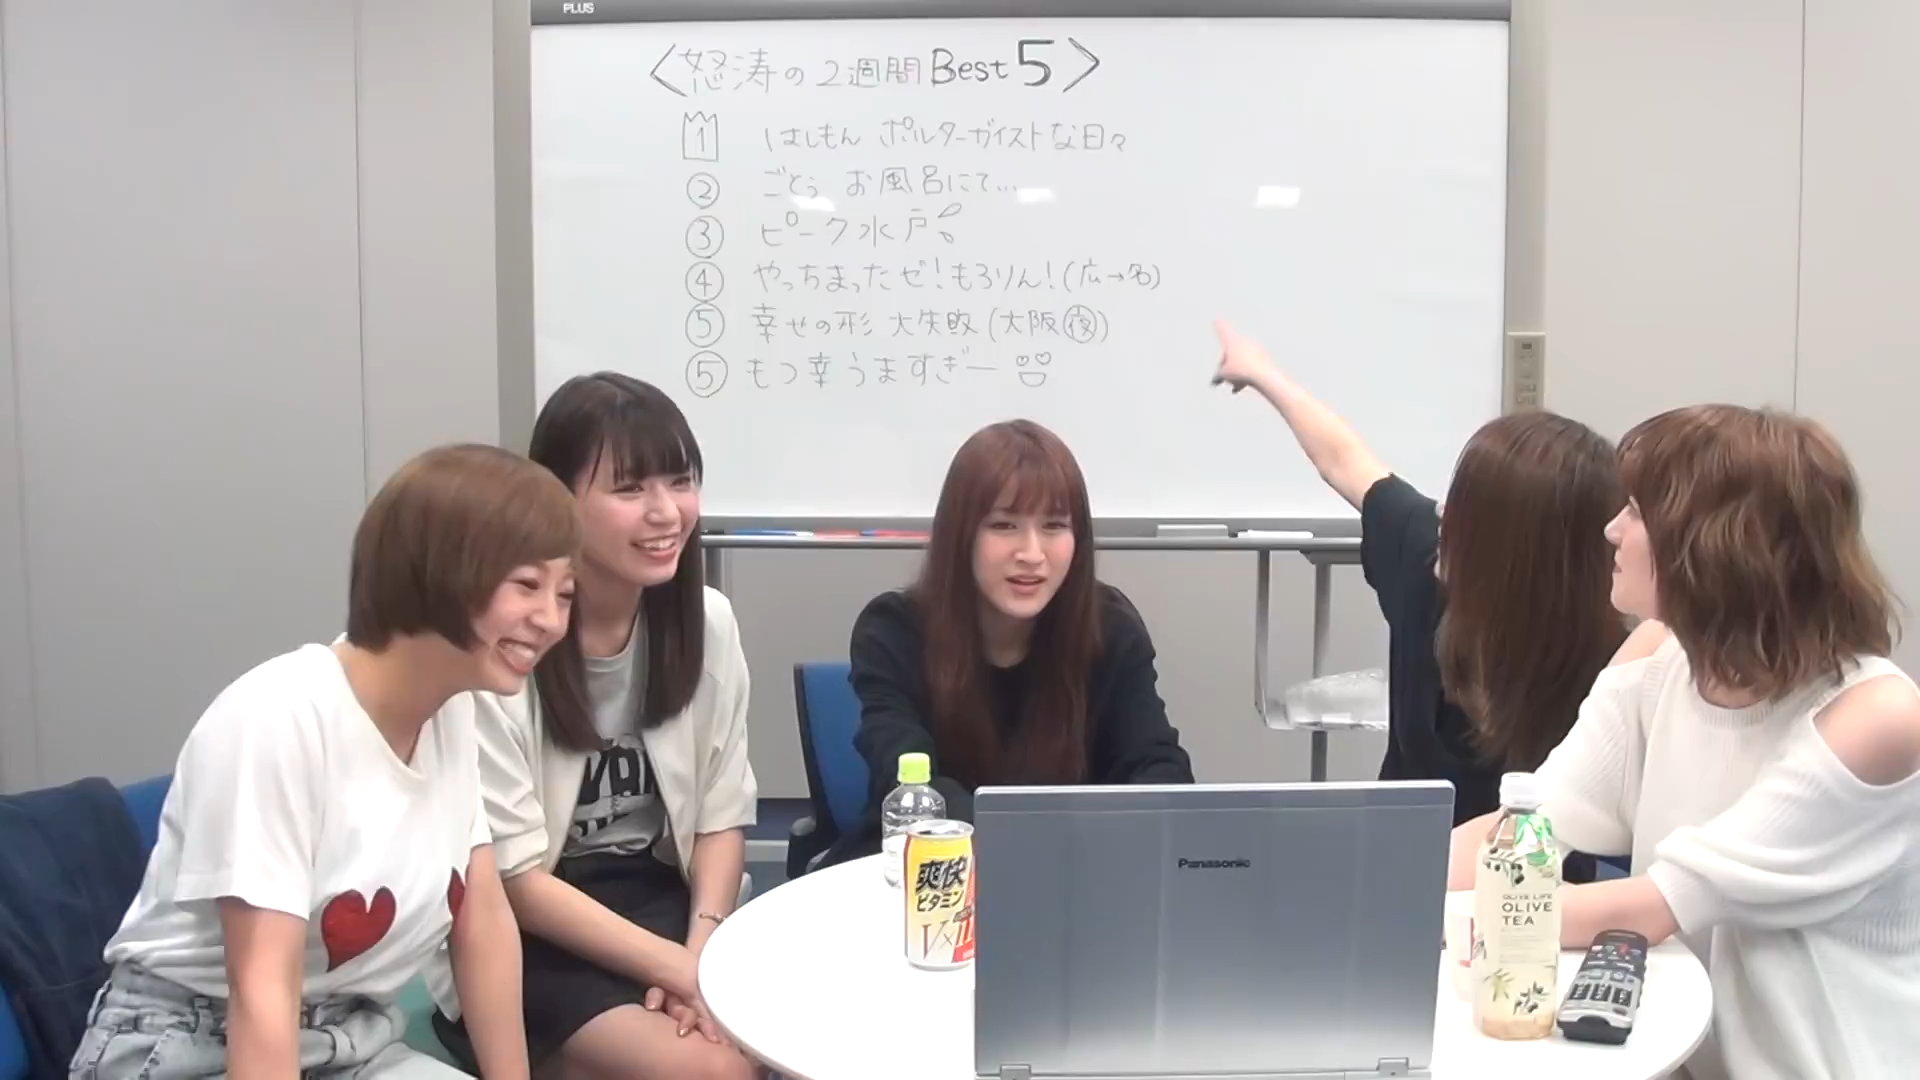 PLUS
<怒涛の2週間Best5>
1 はしもん ポルターガイストな日々
② ごとぅ お風呂にて...
③ ピーク水戸
④ やっちまったゼ!もろりん!(広→名)
⑤ 幸せの形 大失敗(大阪夜)
⑤ もつ幸うますぎー
Panasonic
爽快
ビタミン
OLIVE LIFE
OLIVE
TEA